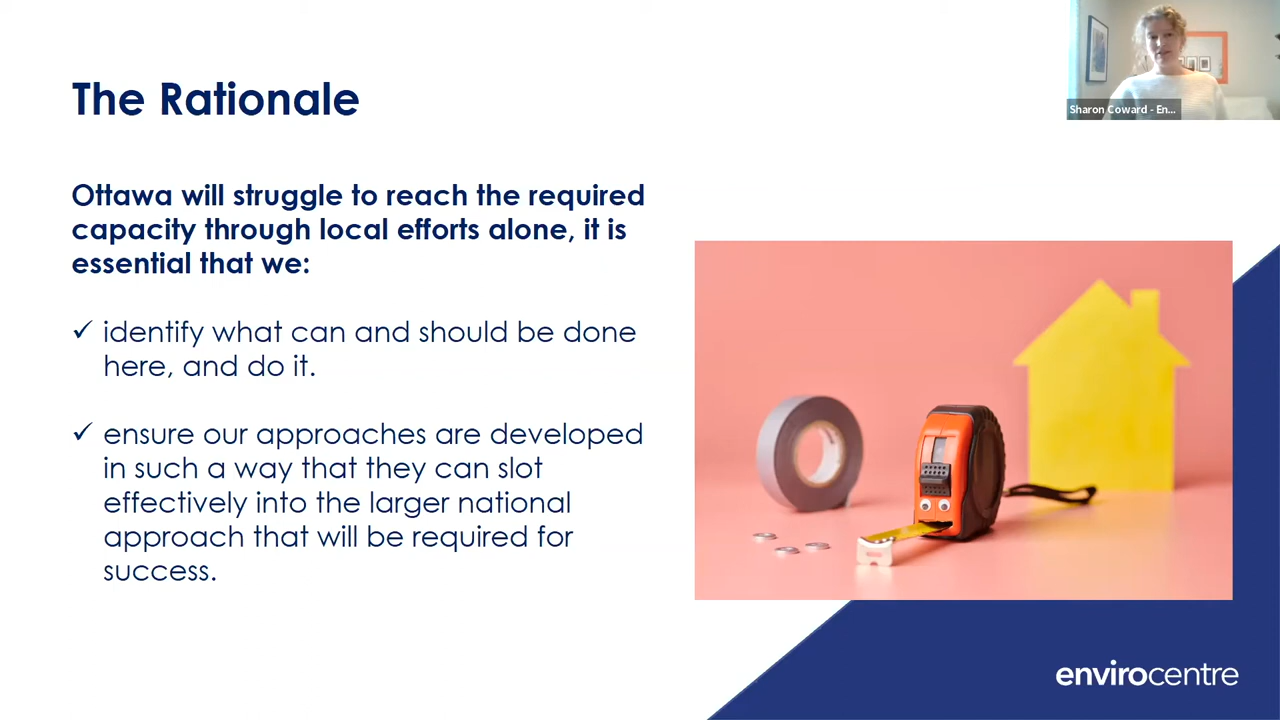 The Rationale
Sharon Coward - En...
Ottawa will struggle to reach the required
capacity through local efforts alone, it is
essential that we:
✓ identify what can and should be done
here, and do it.
✓ ensure our approaches are developed
in such a way that they can slot
effectively into the larger national
approach that will be required for
success.
envirocentre